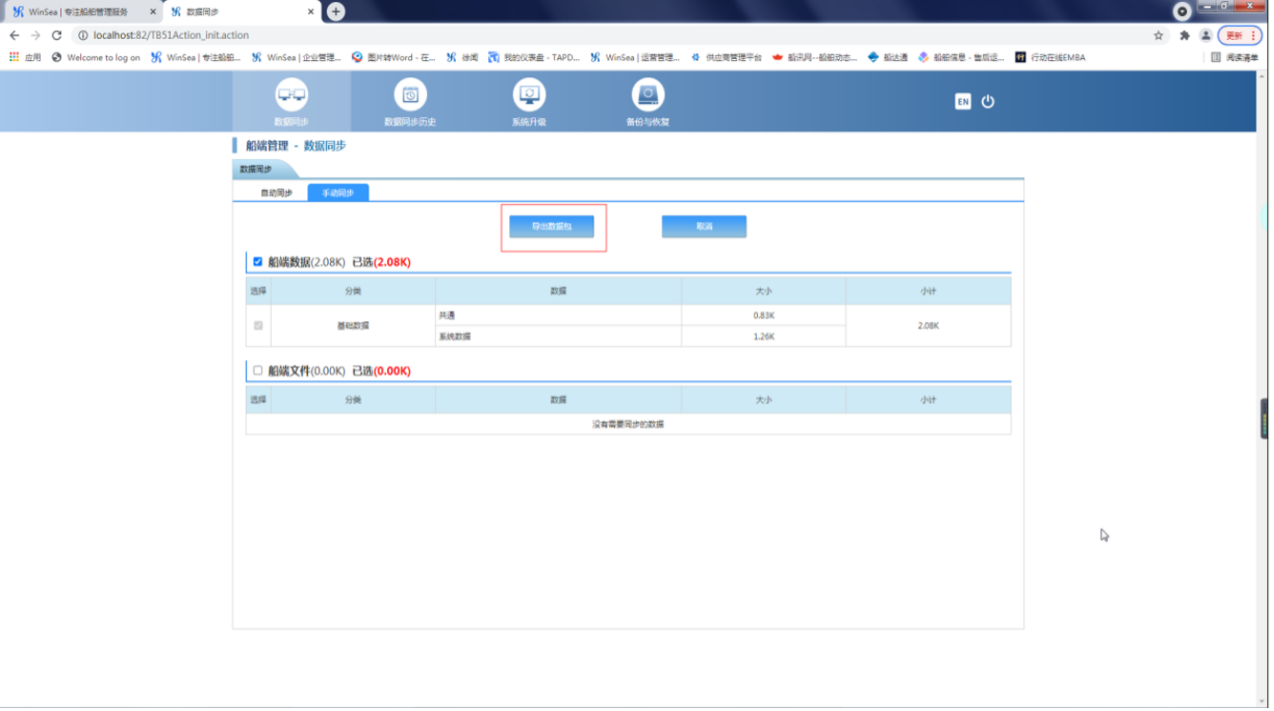 WinSea | 专注船舶管理服务
数据同步
localhost:82/TB51Action_init.action
更新
应用
Welcome to log on
WinSea | 专注船舶...
WinSea | 企业管理...
图片转Word - 在...
徐闻
我的仪表盘 - TAPD...
WinSea | 运营管理...
供应商管理平台
船讯网--船舶动态...
船达通
船舶信息 - 售后运...
行动在线EMBA
阅读清单
数据同步
数据同步历史
系统升级
备份与恢复
EN
船端管理 - 数据同步
数据同步
自动同步 手动同步
导出数据包 取消
船端数据(2.08K) 已选(2.08K)
选择 分类 数据 大小 小计
基础数据 共通 0.83K 2.08K
系统数据 1.26K
船端文件(0.00K) 已选(0.00K)
选择 分类 数据 大小 小计
没有需要同步的数据